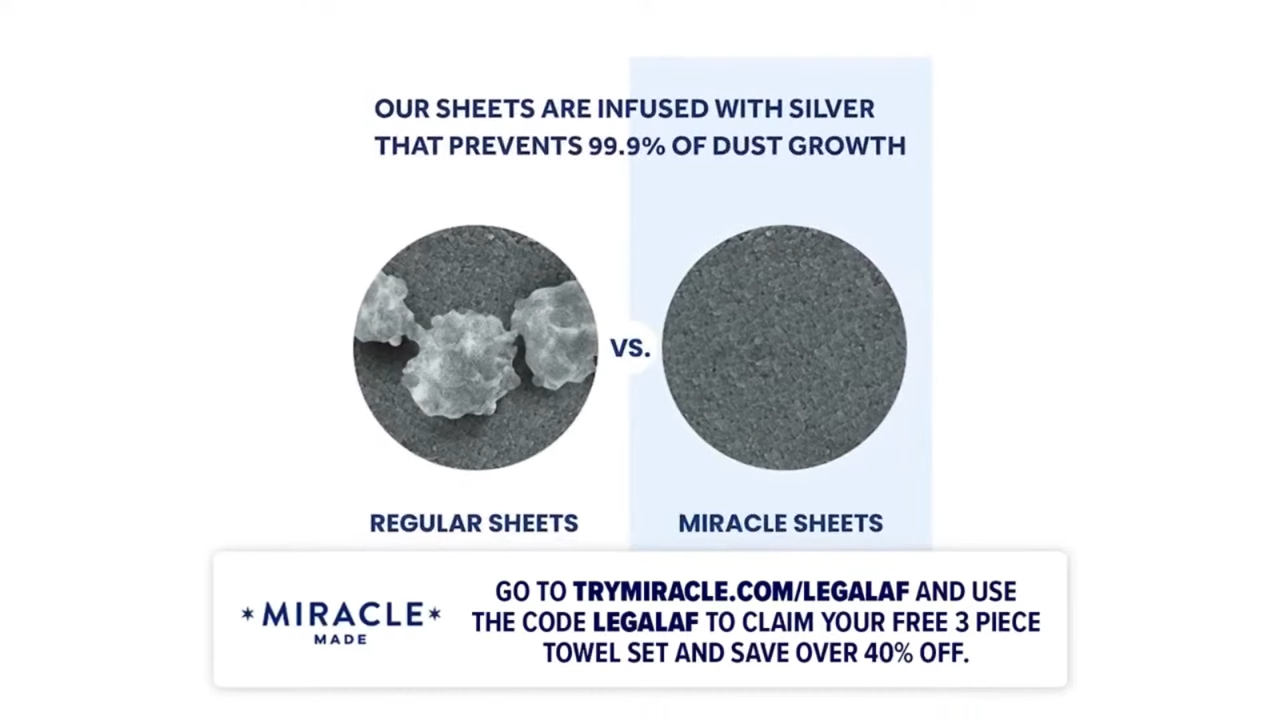 OUR SHEETS ARE INFUSED WITH SILVER
THAT PREVENTS 99.9% OF DUST GROWTH
VS.
REGULAR SHEETS
MIRACLE SHEETS
*MIRACLE*
MADE
GO TO TRYMIRACLE.COM/LEGALAF AND USE
THE CODE LEGALAF TO CLAIM YOUR FREE 3 PIECE
TOWEL SET AND SAVE OVER 40% OFF.